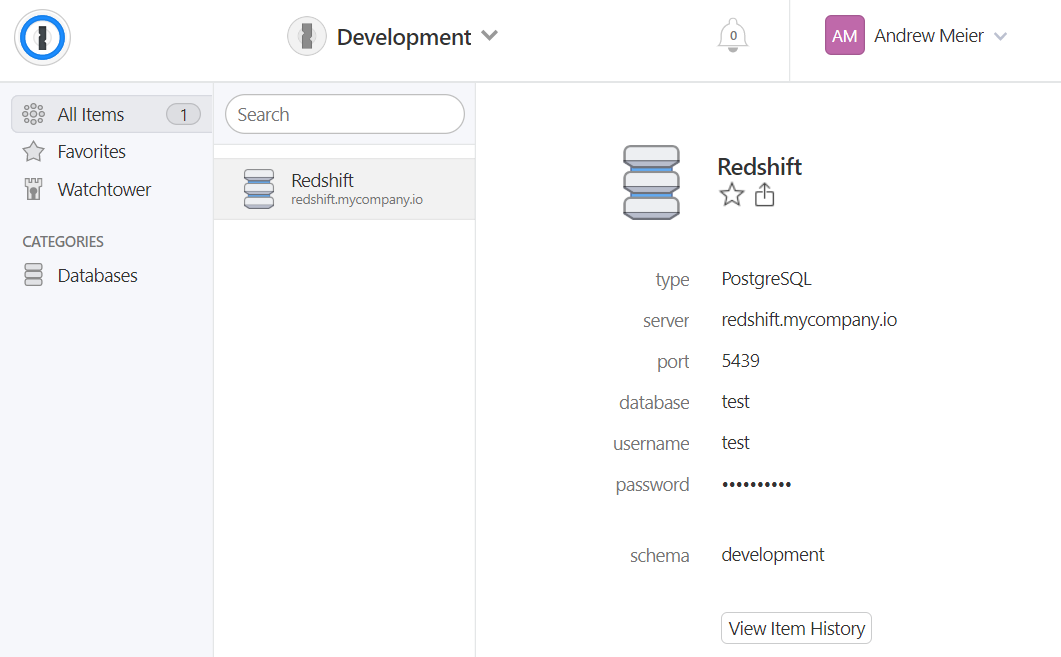 Development
0
AM
Andrew Meier
All Items
1
Favorites
Watchtower
CATEGORIES
Databases
Search
Redshift
redshift.mycompany.io
Redshift
type PostgreSQL
server redshift.mycompany.io
port 5439
database test
username test
password ••••••••••
schema development
View Item History